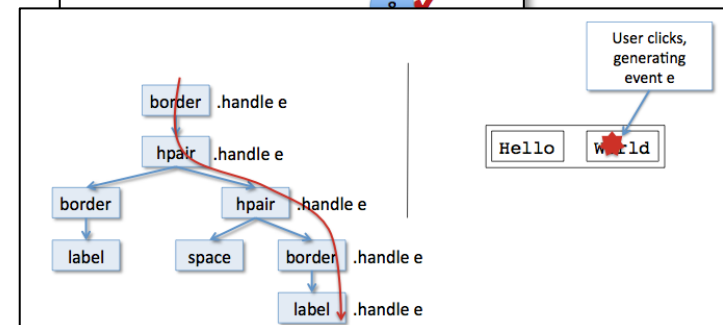 8
User clicks,
generating
event e
border .handle e
hpair .handle e
Hello World
border hpair .handle e
label space border .handle e
label .handle e